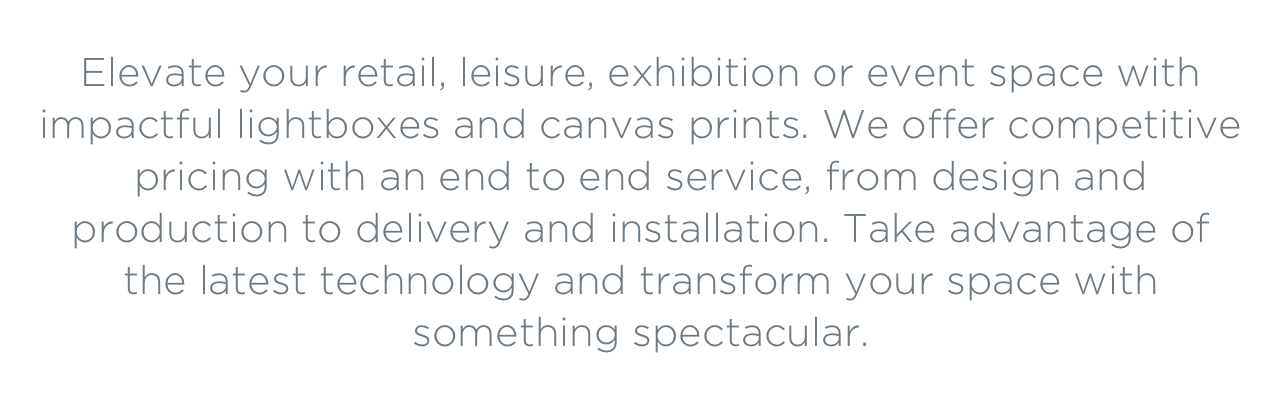 Elevate your retail, leisure, exhibition or event space with
impactful lightboxes and canvas prints. We offer competitive
pricing with an end to end service, from design and
production to delivery and installation. Take advantage of
the latest technology and transform your space with
something spectacular.